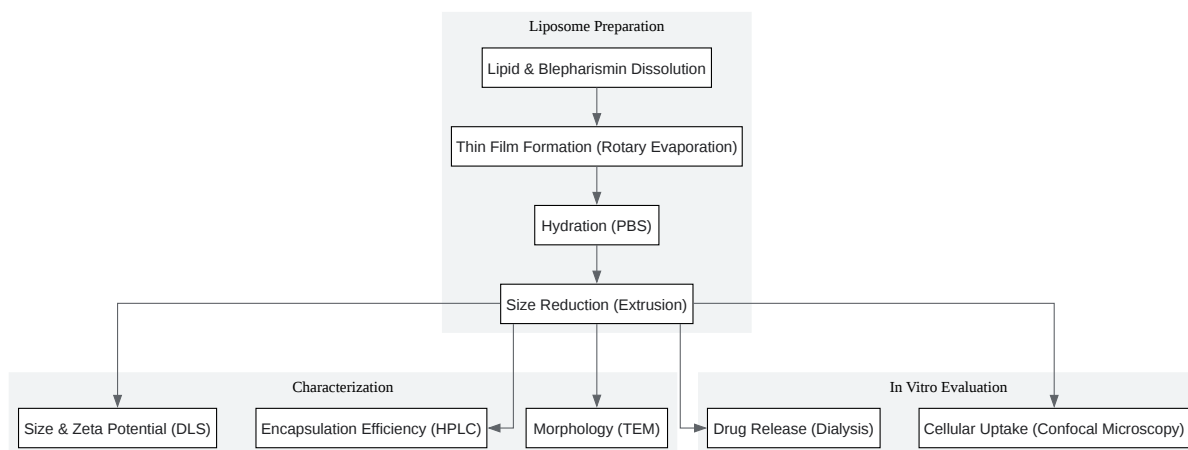 Liposome Preparation
Lipid & Blepharismin Dissolution
Thin Film Formation (Rotary Evaporation)
Hydration (PBS)
Size Reduction (Extrusion)
Characterization
Size & Zeta Potential (DLS)
Encapsulation Efficiency (HPLC)
Morphology (TEM)
In Vitro Evaluation
Drug Release (Dialysis)
Cellular Uptake (Confocal Microscopy)